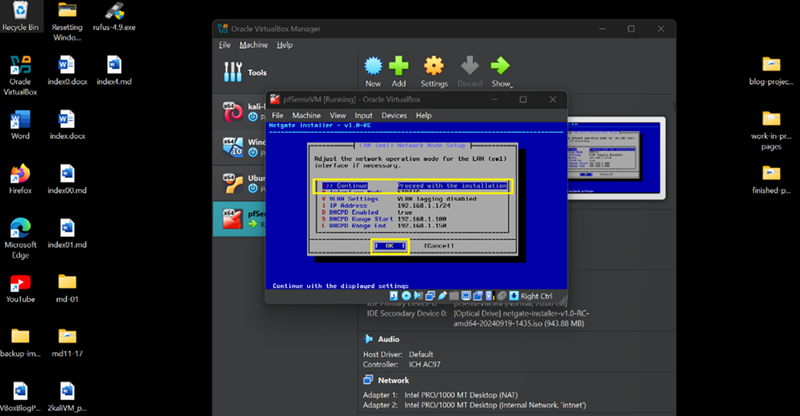 Recycle Bin
Resetting
Window...
rufus-4.9.exe
Oracle
VirtualBox
index0.docx
index4.md
Word
index.docx
Firefox
index00.md
Microsoft
Edge
index01.md
YouTube
md-01
backup-im...
md11-17
VBoxBlogP...
2kaliVM_p...
Oracle VirtualBox Manager
File Machine Help
Tools
New
Add
Settings
Discard
Show
kali-l
Windo
Ubun
pfSen
pfSenseVM [Running] - Oracle VirtualBox
File Machine View Input Devices Help
Netgate Installer - v1.0-RC
LAN (em1) Network Mode Setup
Adjust the network operation mode for the LAN (em1)
interface if necessary.
>> Continue Proceed with the installation
V VLAN Settings VLAN Tagging disabled
I IP Address 192.168.1.1/24
D DHCPD Enabled true
S DHCPD Range Start 192.168.1.100
E DHCPD Range End 192.168.1.150
[ OK ] [Cancel]
Continue with the displayed settings
Right Ctrl
IDE Secondary Device 0: [Optical Drive] netgate-installer-v1.0-RC-
amd64-20240919-1435.iso (943.88 MB)
Audio
Host Driver: Default
Controller: ICH AC97
Network
Adapter 1: Intel PRO/1000 MT Desktop (NAT)
Adapter 2: Intel PRO/1000 MT Desktop (Internal Network, 'intnet')
blog-projec...
work-in-pr...
pages
finished-p...